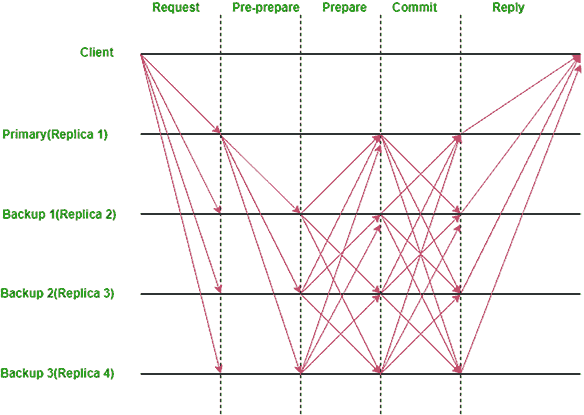 Request Pre-prepare Prepare Commit Reply
Client
Primary(Replica 1)
Backup 1(Replica 2)
Backup 2(Replica 3)
Backup 3(Replica 4)